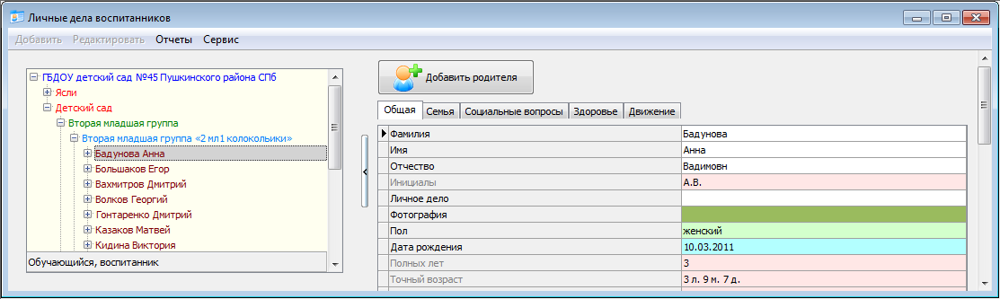 Личные дела воспитанников
Добавить Редактировать Отчеты Сервис
ГБДОУ детский сад №45 Пушкинского района СПб
Ясли
Детский сад
Вторая младшая группа
Вторая младшая группа «2 мл1 колокольики»
Бадунова Анна
Большаков Егор
Вахмитров Дмитрий
Волков Георгий
Гонтаренко Дмитрий
Казаков Матвей
Кидина Виктория
Обучающийся, воспитанник
Добавить родителя
Общая Семья Социальные вопросы Здоровье Движение
Фамилия Бадунова
Имя Анна
Отчество Вадимовн
Инициалы А.В.
Личное дело
Фотография
Пол женский
Дата рождения 10.03.2011
Полных лет 3
Точный возраст 3 л. 9 м. 7 д.